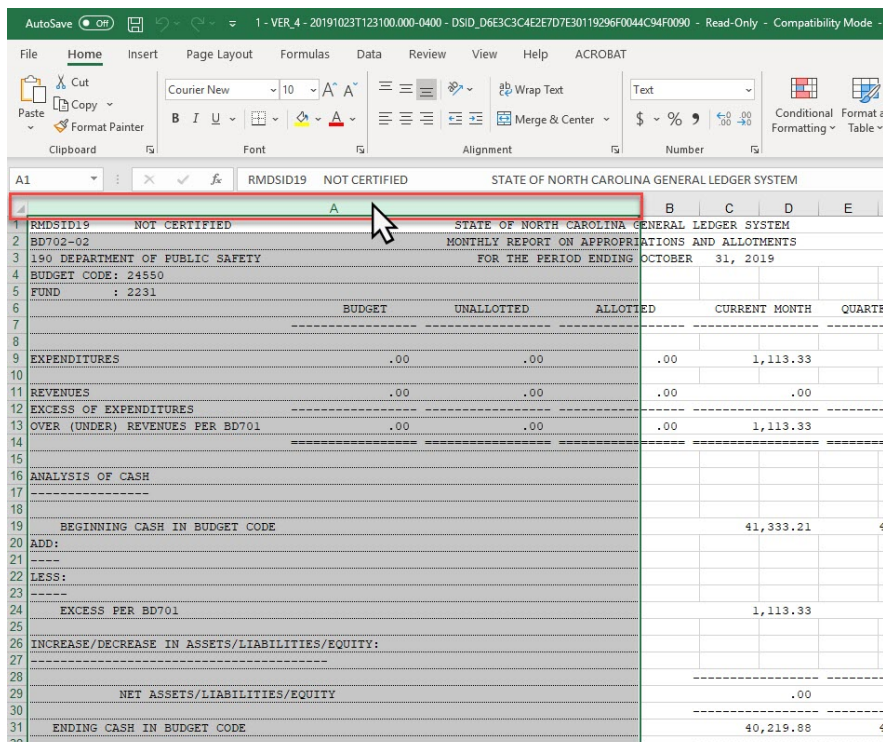 AutoSave Off 1 - VER_4 - 20191023T123100.000-0400 - DSID_D6E3C3C4E2E7D7E30119296F0044C94F0090 - Read-Only - Compatibility Mode -
File Home Insert Page Layout Formulas Data Review View Help ACROBAT
Paste
Cut
Copy
Format Painter
Clipboard
Courier New 10
B I U
Font
Wrap Text
Merge & Center
Alignment
Text
$ % 9
Number
Conditional
Formatting
Format a
Table
A1 fx RMDSID19 NOT CERTIFIED STATE OF NORTH CAROLINA GENERAL LEDGER SYSTEM
A B C D E
1 RMDSID19 NOT CERTIFIED STATE OF NORTH CAROLINA GENERAL LEDGER SYSTEM
2 BD702-02 MONTHLY REPORT ON APPROPRIATIONS AND ALLOTMENTS
3 190 DEPARTMENT OF PUBLIC SAFETY FOR THE PERIOD ENDING OCTOBER 31, 2019
4 BUDGET CODE: 24550
5 FUND : 2231
6 BUDGET UNALLOTTED ALLOTTED CURRENT MONTH QUARTE
7 ----------------- ----------------- ----------------- -----------------
8
9 EXPENDITURES .00 .00 .00 1,113.33
10
11 REVENUES .00 .00 .00 .00
12 EXCESS OF EXPENDITURES ----------------- ----------------- ----------------- -----------------
13 OVER (UNDER) REVENUES PER BD701 .00 .00 .00 1,113.33
14 ================= ================= ================= =================
15
16 ANALYSIS OF CASH
17 ----------------
18
19 BEGINNING CASH IN BUDGET CODE 41,333.21 4
20 ADD:
21 ----
22 LESS:
23 -----
24 EXCESS PER BD701 1,113.33
25
26 INCREASE/DECREASE IN ASSETS/LIABILITIES/EQUITY:
27 ----------------------------------------
28 -----------------
29 NET ASSETS/LIABILITIES/EQUITY .00
30 -----------------
31 ENDING CASH IN BUDGET CODE 40,219.88 4